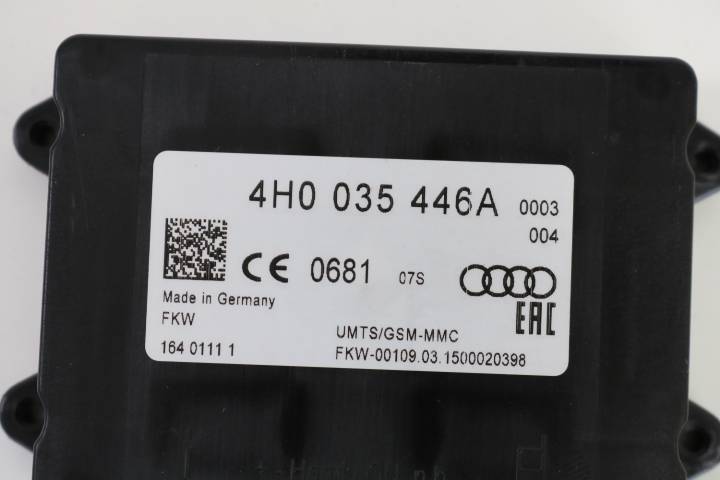 4H0 035 446A 0003
004
CE 0681 07S
Made in Germany
EAC
FKW
UMTS/GSM-MMC
164 0111 1
FKW-00109.03.1500020398